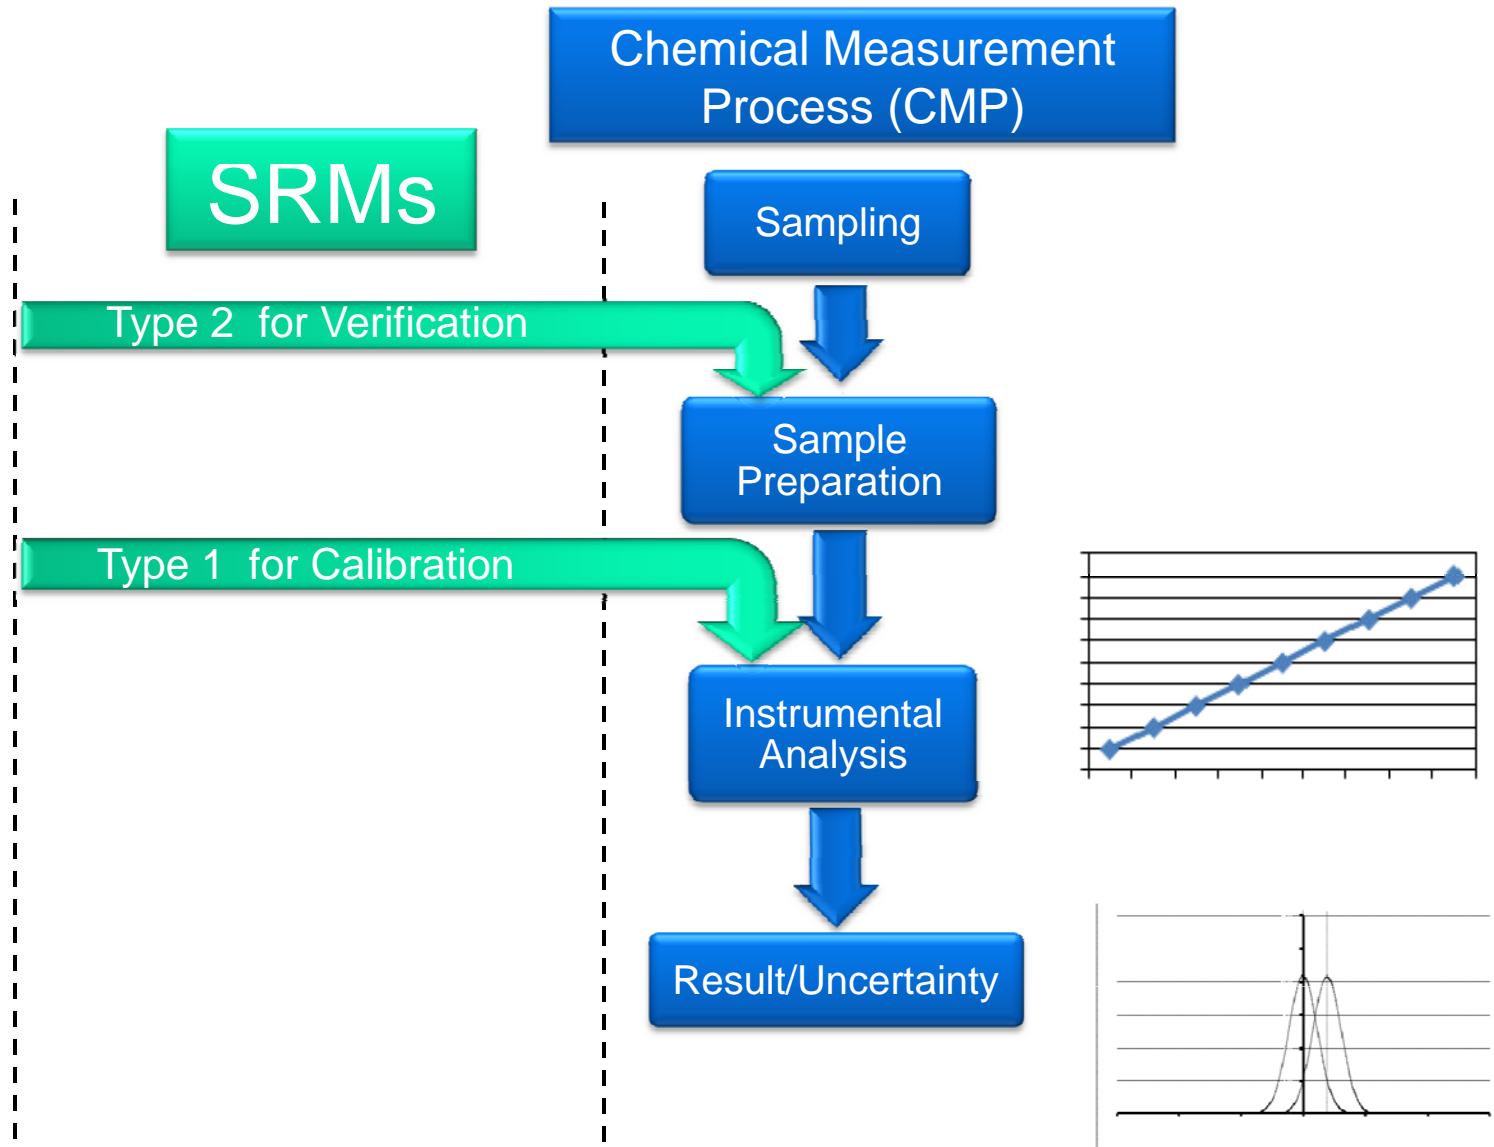 Chemical Measurement
Process (CMP)
SRMs
Sampling
Type 2  for Verification
Sample
Preparation
Type 1  for Calibration
Instrumental
Analysis
Result/Uncertainty